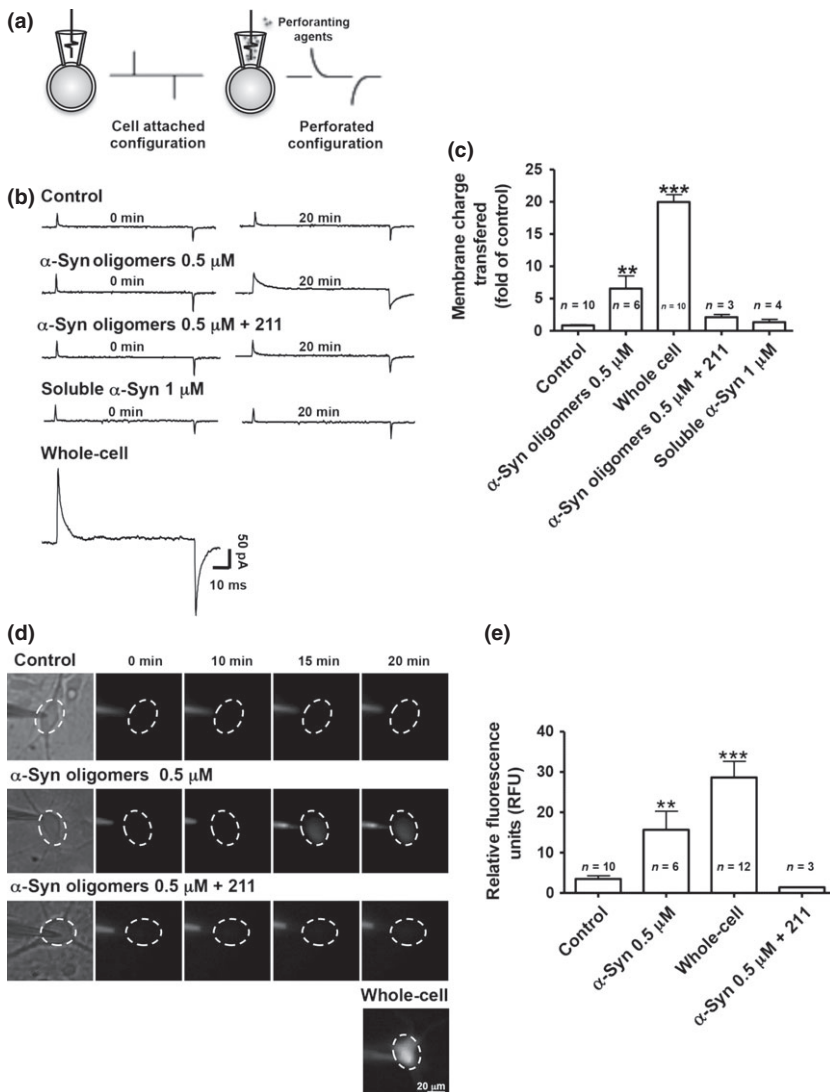 (a)
Perforanting
agents
Cell attached
configuration
Perforated
configuration
(b)
Control
0 min
20 min
α-Syn oligomers 0.5 μM
0 min
20 min
α-Syn oligomers 0.5 μM + 211
0 min
20 min
Soluble α-Syn 1 μM
0 min
20 min
Whole-cell
50 pA
10 ms
(c)
Membrane charge
transfered
(fold of control)
25
20
15
10
5
0
n = 10
**
n = 6
***
n = 10
n = 3
n = 4
Control
α-Syn oligomers 0.5 μM
Whole cell
α-Syn oligomers 0.5 μM + 211
Soluble α-Syn 1 μM
(d)
Control
0 min
10 min
15 min
20 min
α-Syn oligomers 0.5 μM
α-Syn oligomers 0.5 μM + 211
Whole-cell
20 μm
(e)
Relative fluorescence
units (RFU)
40
30
20
10
0
n = 10
**
n = 6
***
n = 12
n = 3
Control
α-Syn 0.5 μM
Whole-cell
α-Syn 0.5 μM + 211